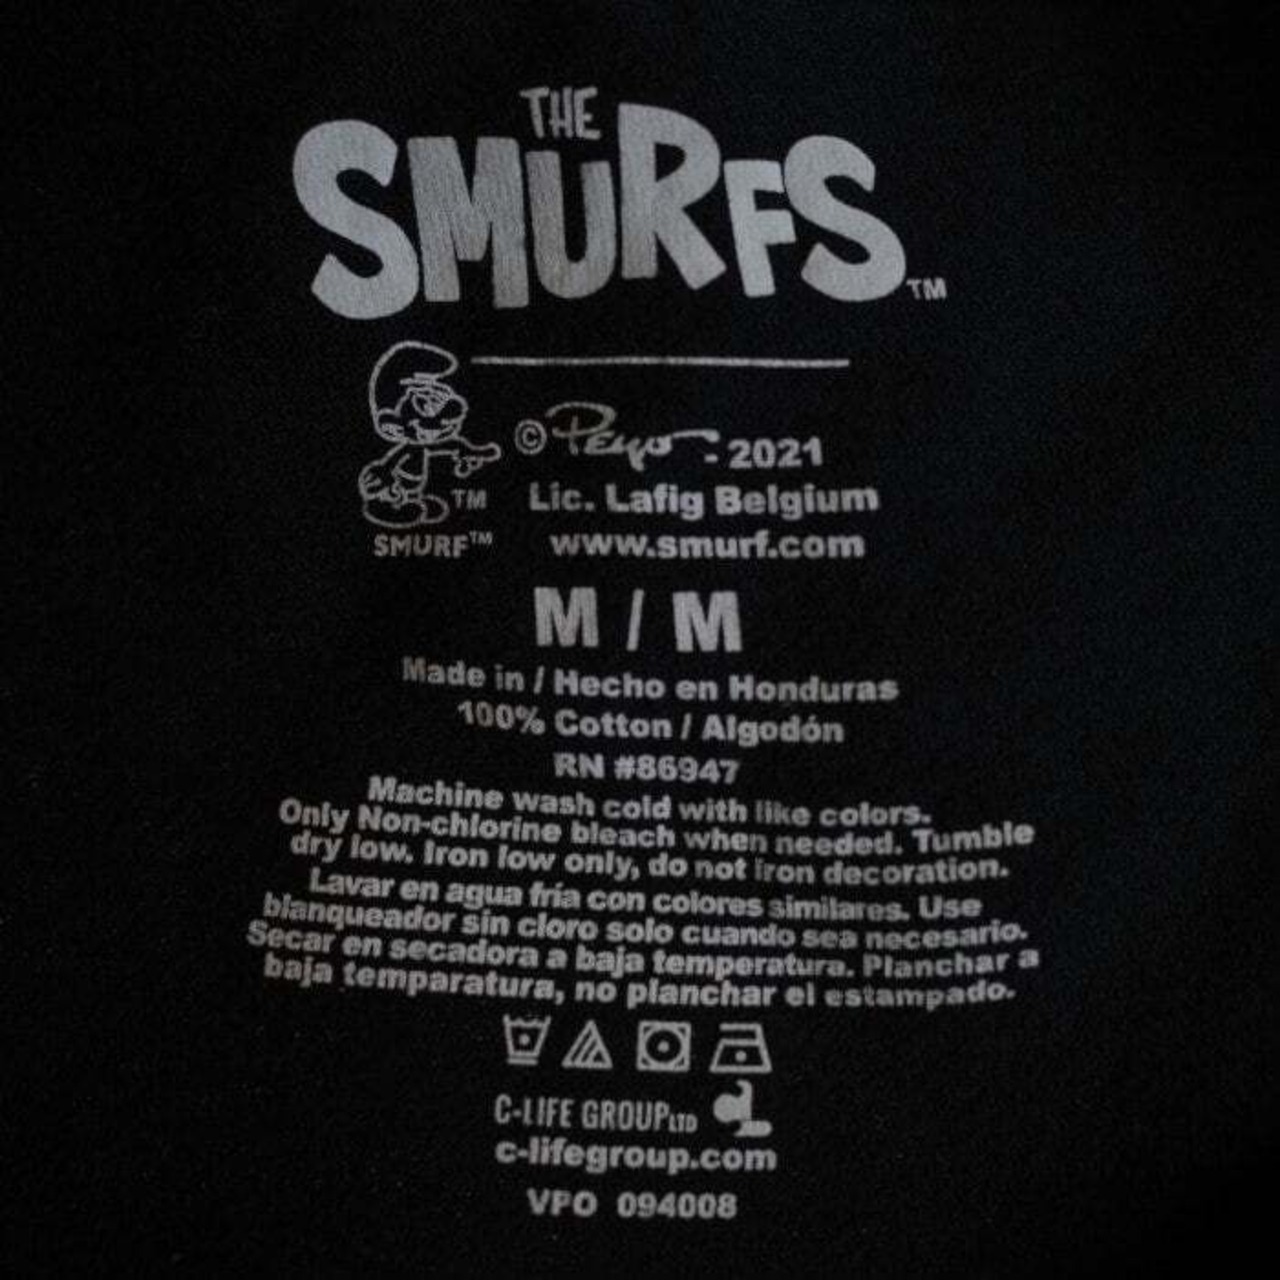 THE
SMURFS™
© Peyo - 2021
Lic. Lafig Belgium
™
SMURF™ www.smurf.com
M / M
Made in / Hecho en Honduras
100% Cotton / Algodón
RN #86947
Machine wash cold with like colors.
Only Non-chlorine bleach when needed. Tumble
dry low. Iron low only, do not iron decoration.
Lavar en agua fría con colores similares. Use
blanqueador sin cloro solo cuando sea necesario.
Secar en secadora a baja temperatura. Planchar a
baja temparatura, no planchar el estampado.
C-LIFE GROUP LTD
c-lifegroup.com
VPO 094008